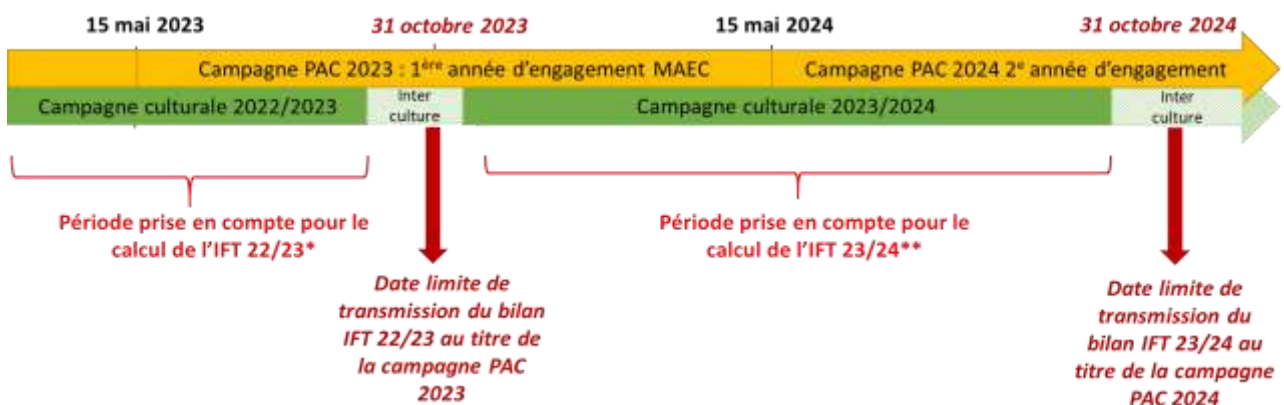 15 mai 2023
31 octobre 2023
15 mai 2024
31 octobre 2024
Campagne PAC 2023 : 1ère année d'engagement MAEC
Campagne PAC 2024 2e année d'engagement
Campagne culturale 2022/2023
Inter
culture
Campagne culturale 2023/2024
Inter
culture
Période prise en compte pour le
calcul de l'IFT 22/23*
Période prise en compte pour le
calcul de l'IFT 23/24**
Date limite de
transmission du bilan
IFT 22/23 au titre de
la campagne PAC
2023
Date limite de
transmission du
bilan IFT 23/24 au
titre de la campagne
PAC 2024